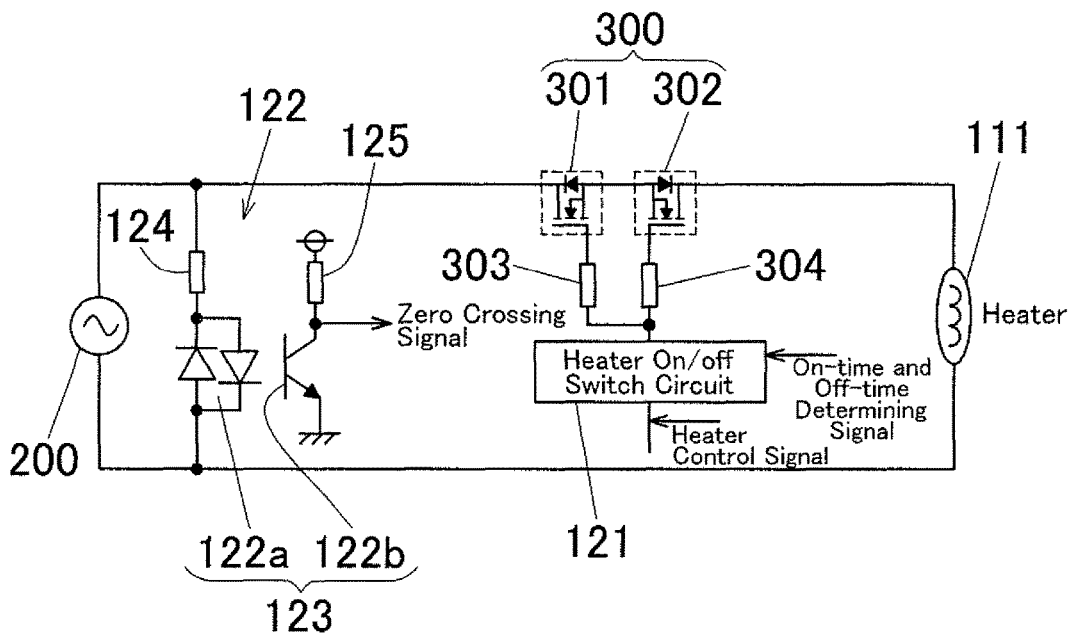 300
301 302
122
125
111
124
303
304
Zero Crossing
Signal
Heater
Heater On/off
Switch Circuit
On-time and
Off-time
Determining
Signal
Heater
Control Signal
200
122a 122b
121
123